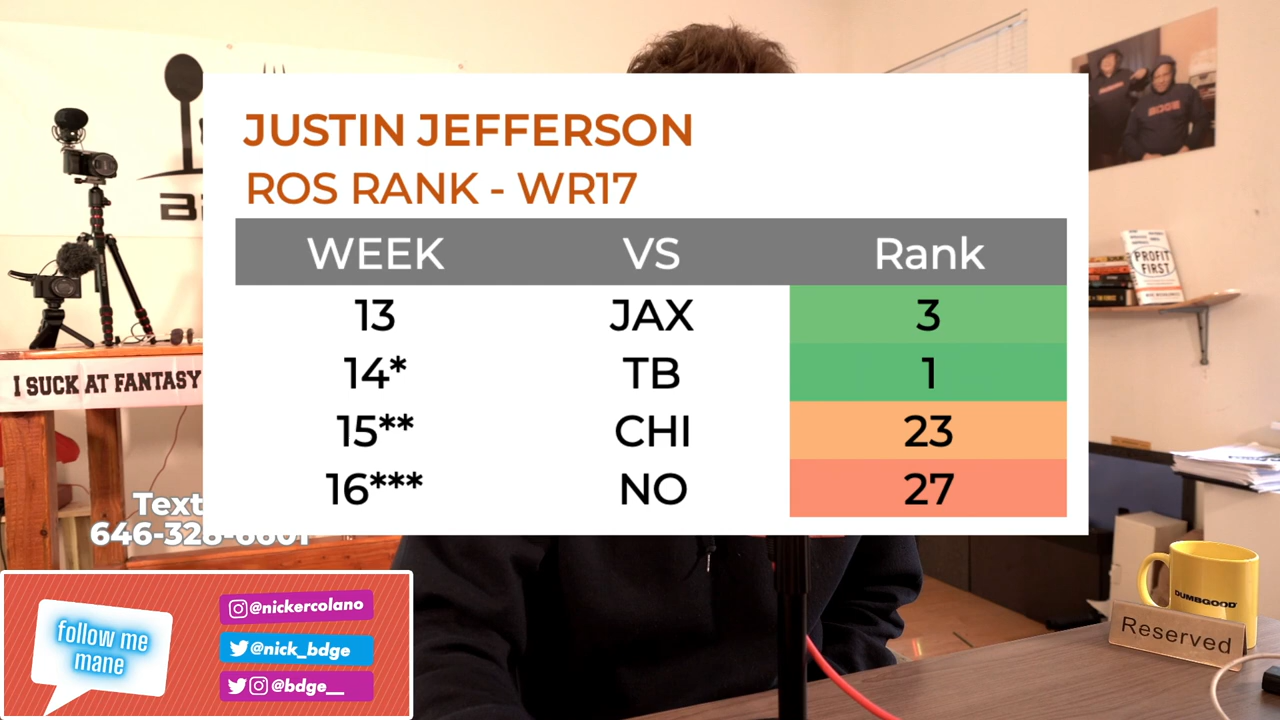 JUSTIN JEFFERSON
ROS RANK - WR17
WEEK VS Rank
13 JAX 3
14* TB 1
15** CHI 23
16*** NO 27
I SUCK AT FANTASY
PROFIT
FIRST
Text
follow me
mane
@nickercolano
@nick_bdge
@bdge__
DUMBGOOD
Reserved